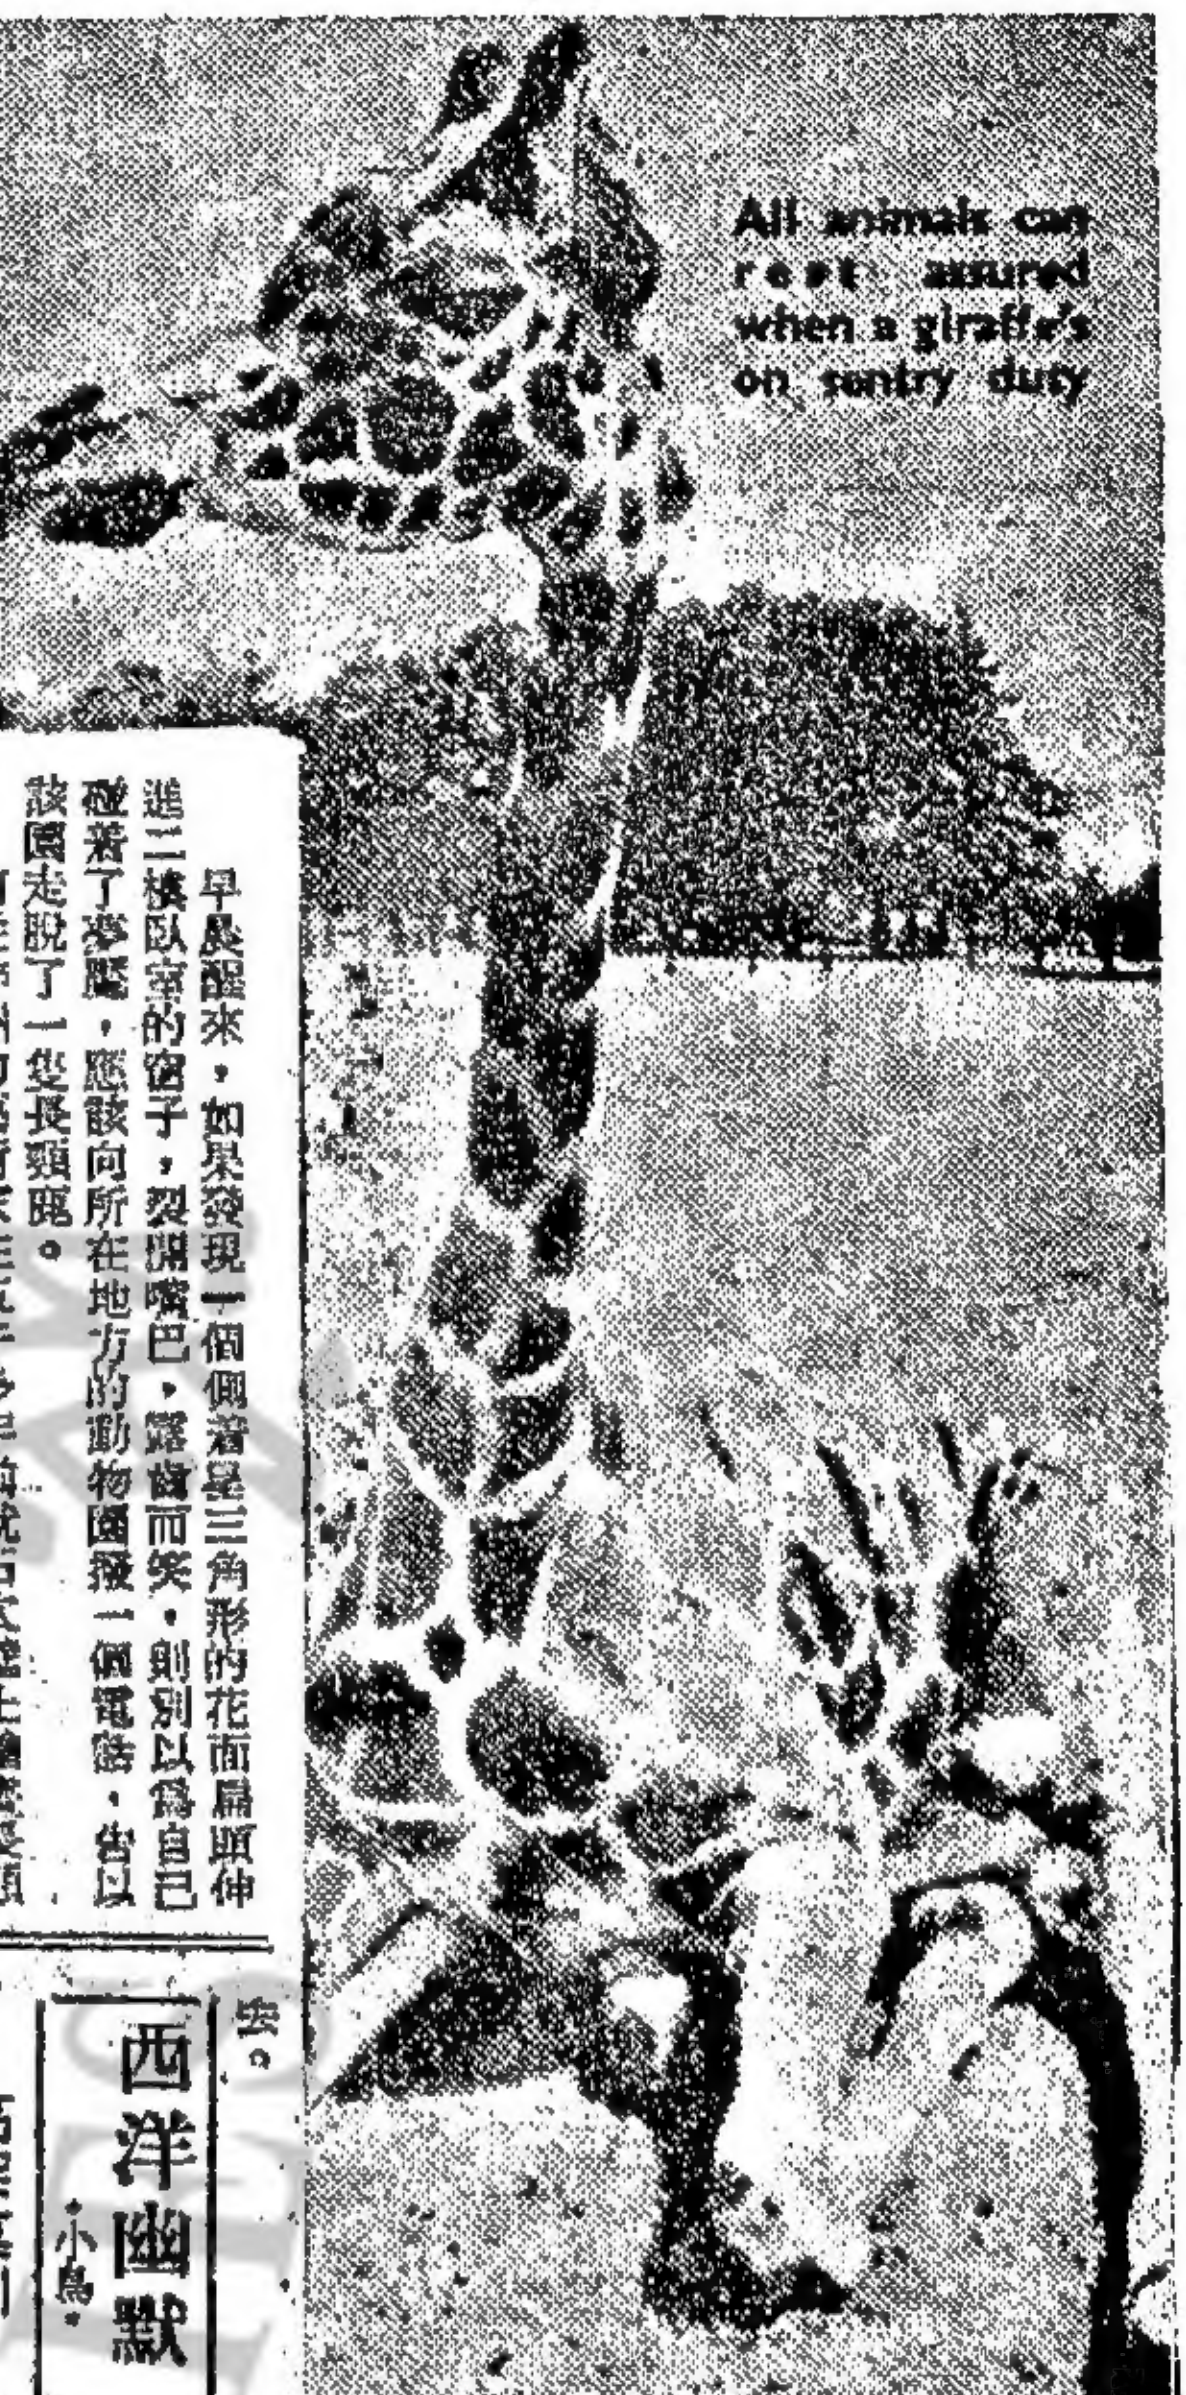 All animals can
rest assured
when a giraffe's
on sentry duty
早晨醒來，如果發現一個倒着呈三角形的花面扁頭伸
進二樓臥室的窗子，裂開嘴巴，露齒而笑，則別以爲自己
碰着了夢魘，應該向所在地方的動物園撥一個電話，告以
該園走脫了一隻長頸鹿。
去。
西洋幽默
·小鳥·